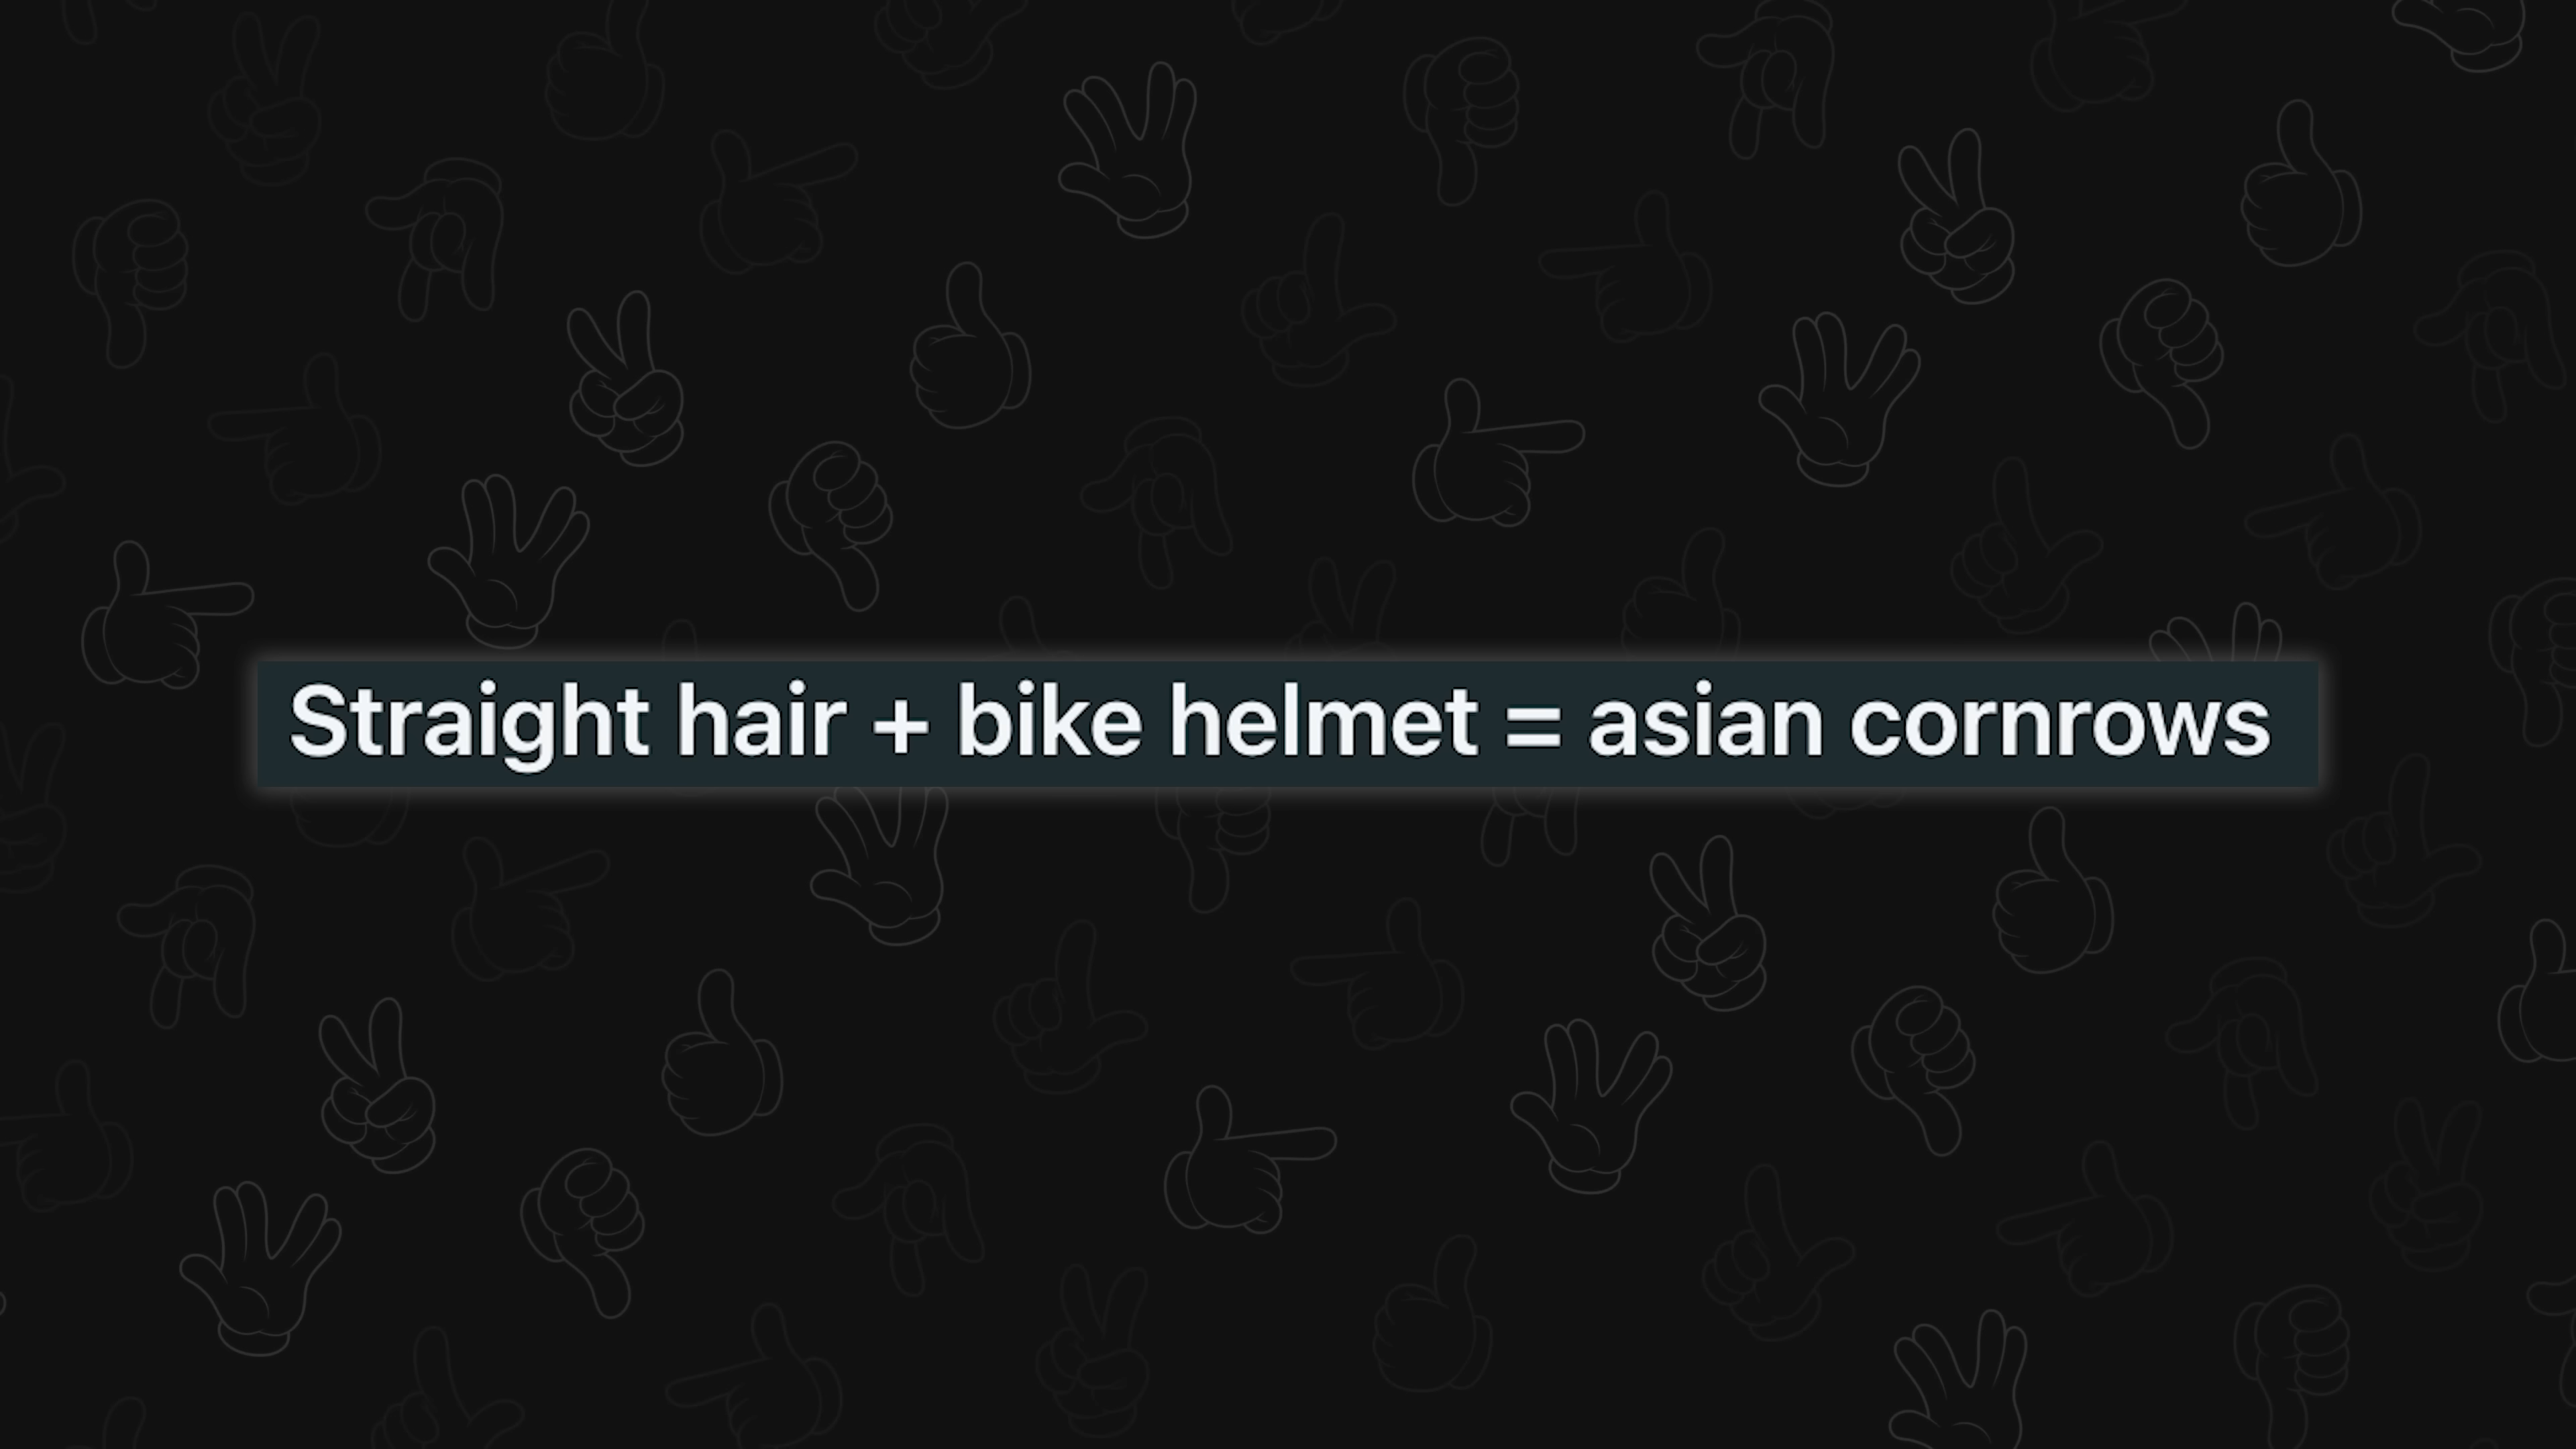 Straight hair + bike helmet = asian cornrows